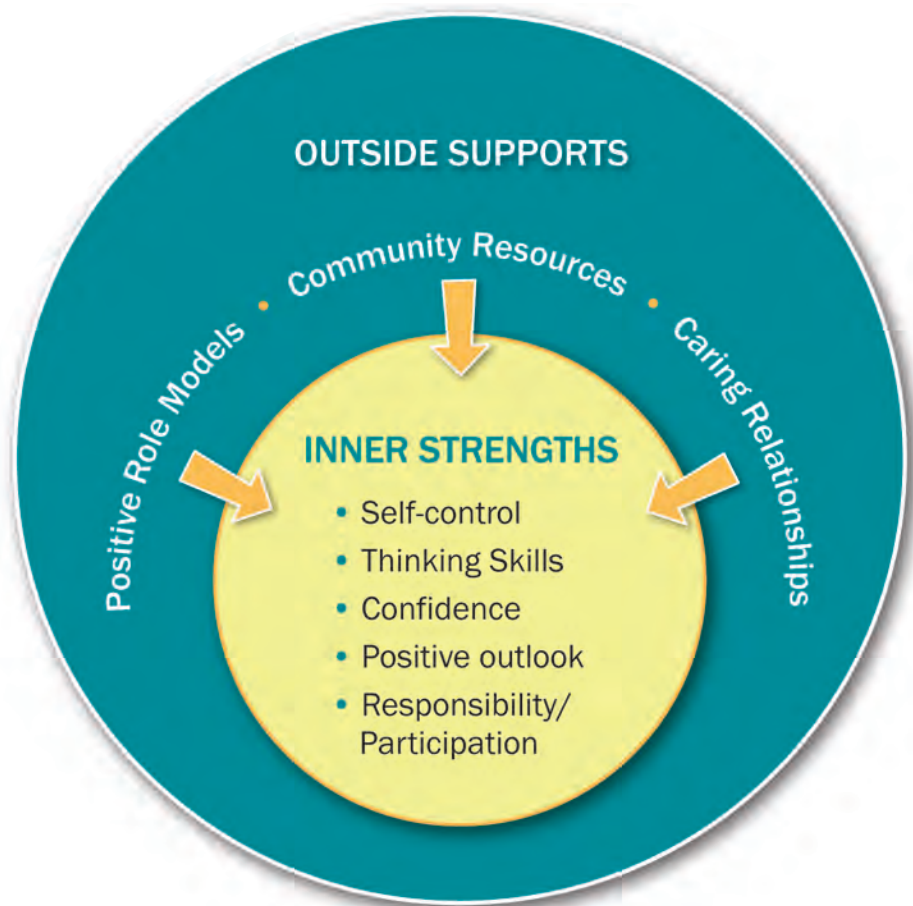 OUTSIDE SUPPORTS
Positive Role Models • Community Resources • Caring Relationships
INNER STRENGTHS
• Self-control
• Thinking Skills
• Confidence
• Positive outlook
• Responsibility/
Participation